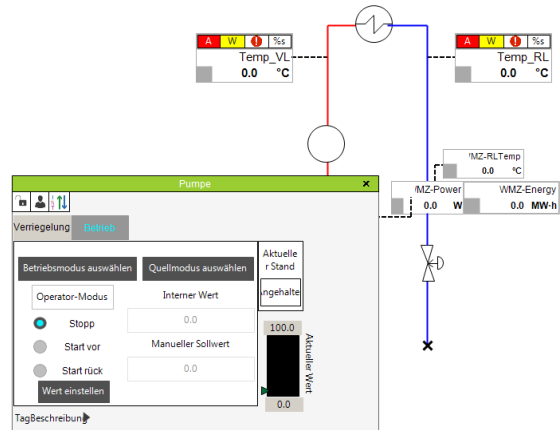 A W ! %s
Temp_VL
0.0 °C
A W ! %s
Temp_RL
0.0 °C
MZ-RLTemp
0.0 °C
MZ-Power
0.0 W
WMZ-Energy
0.0 MW·h
Pumpe ×
Verriegelung Betrieb
Betriebsmodus auswählen Quellmodus auswählen
Operator-Modus
Stopp
Start vor
Start rück
Wert einstellen
Interner Wert
0.0
Manueller Sollwert
0.0
Aktuelle
r Stand
Angehalte
100.0
Aktueller Wert
0.0
TagBeschreibung